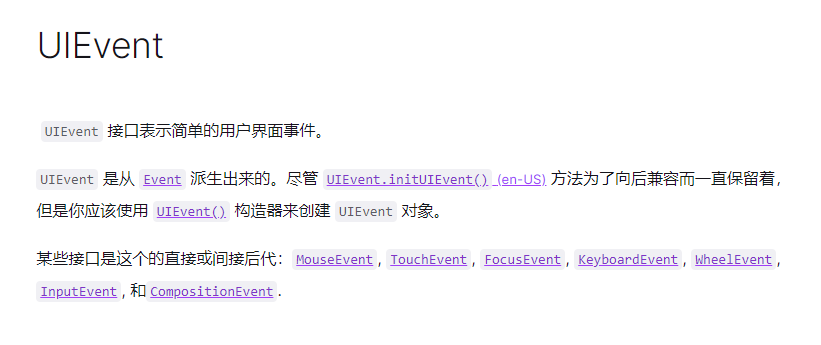 UIEvent
UIEvent 接口表示简单的用户界面事件。
UIEvent 是从 Event 派生出来的。尽管 UIEvent.initUIEvent() (en-US) 方法为了向后兼容而一直保留着，
但是你应该使用 UIEvent() 构造器来创建 UIEvent 对象。
某些接口是这个的直接或间接后代：MouseEvent, TouchEvent, FocusEvent, KeyboardEvent, WheelEvent,
InputEvent, 和 CompositionEvent.